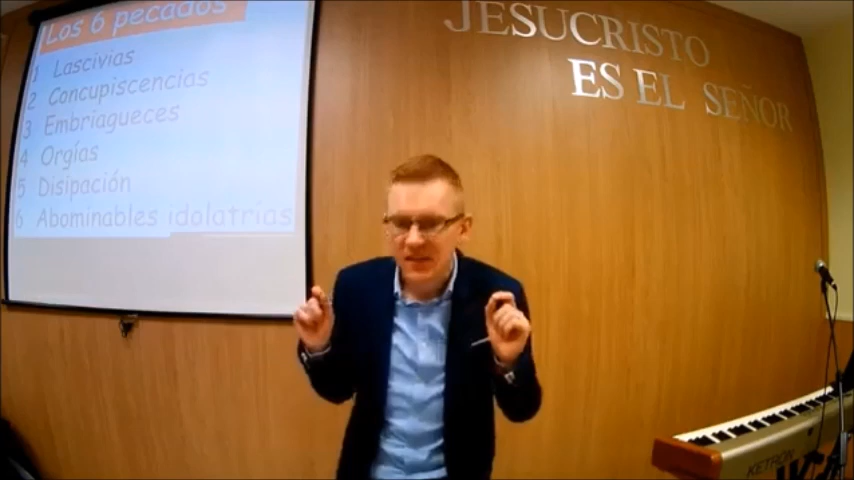 Los 6 pecados
1 Lascivias
2 Concupiscencias
3 Embriagueces
4 Orgías
5 Disipación
6 Abominables idolatrías
JESUCRISTO
ES EL SEÑOR
KETRON